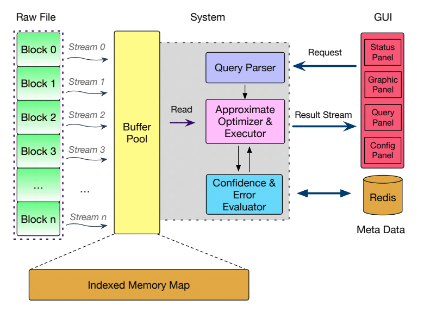 Raw File
System
GUI
Block 0
Block 1
Block 2
Block 3
...
Block n
Stream 0
Stream 1
Stream 2
Stream 3
...
Stream n
Buffer
Pool
Read
Query Parser
Approximate
Optimizer &
Executor
Confidence &
Error
Evaluator
Request
Result Stream
Status
Panel
Graphic
Panel
Query
Panel
Config
Panel
Redis
Meta Data
Indexed Memory Map